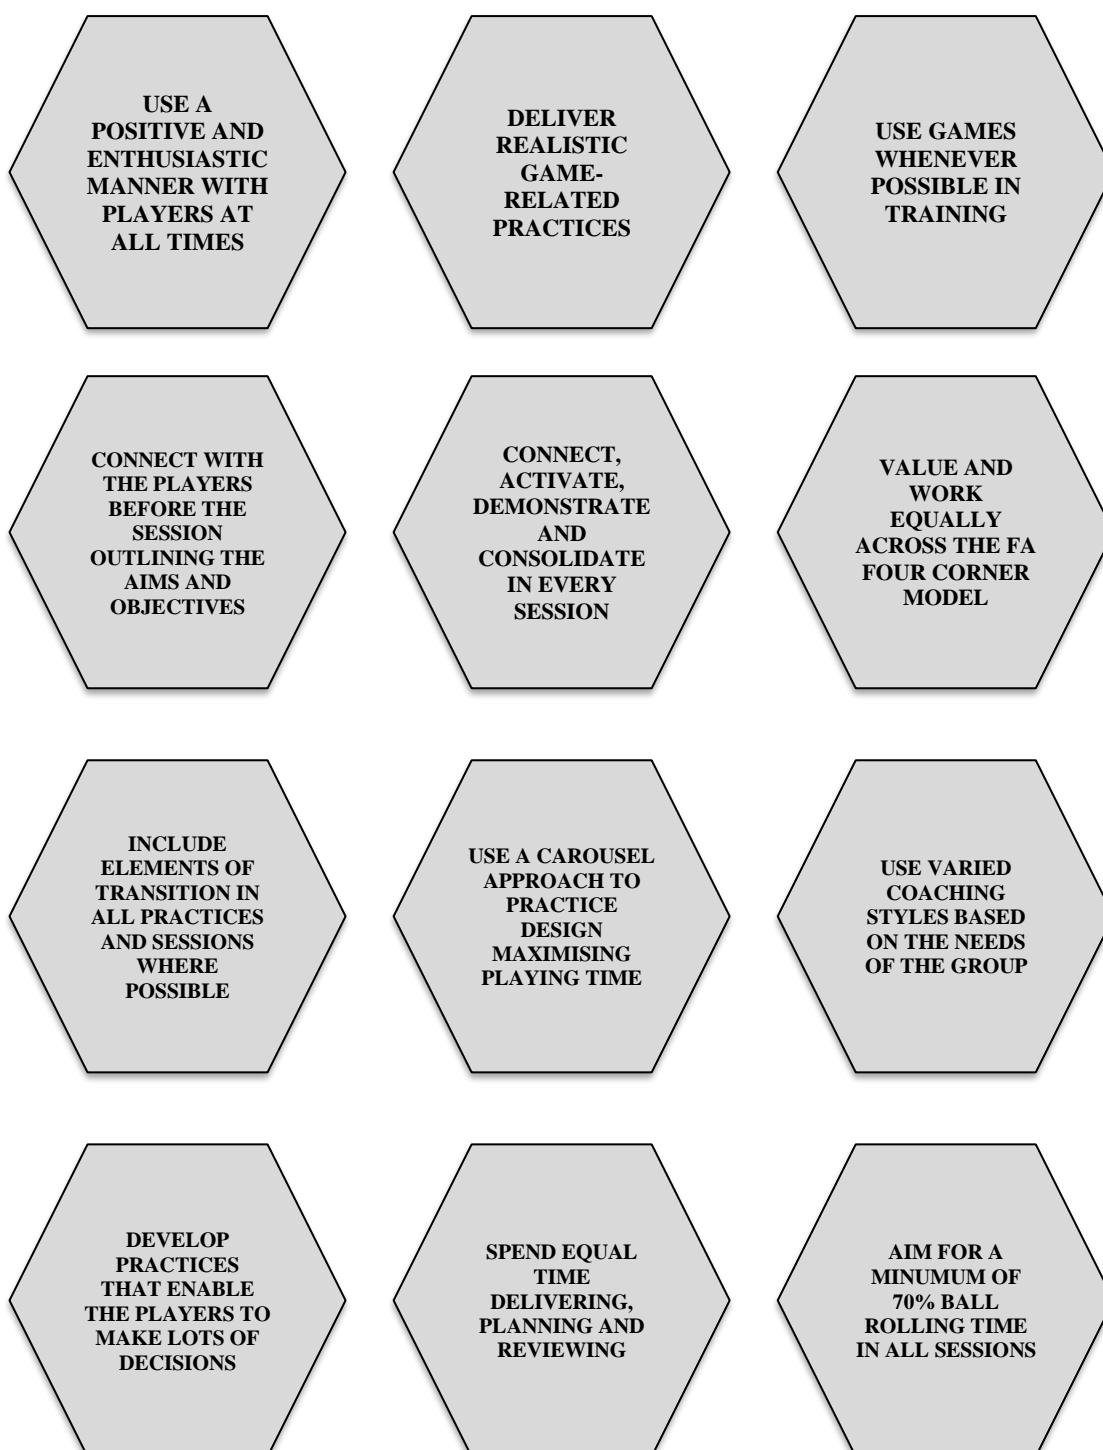 USE A
POSITIVE AND
ENTHUSIASTIC
MANNER WITH
PLAYERS AT
ALL TIMES
DELIVER
REALISTIC
GAME-
RELATED
PRACTICES
USE GAMES
WHENEVER
POSSIBLE IN
TRAINING
CONNECT WITH
THE PLAYERS
BEFORE THE
SESSION
OUTLINING THE
AIMS AND
OBJECTIVES
CONNECT,
ACTIVATE,
DEMONSTRATE
AND
CONSOLIDATE
IN EVERY
SESSION
VALUE AND
WORK
EQUALLY
ACROSS THE FA
FOUR CORNER
MODEL
INCLUDE
ELEMENTS OF
TRANSITION IN
ALL PRACTICES
AND SESSIONS
WHERE
POSSIBLE
USE A CAROUSEL
APPROACH TO
PRACTICE
DESIGN
MAXIMISING
PLAYING TIME
USE VARIED
COACHING
STYLES BASED
ON THE NEEDS
OF THE GROUP
DEVELOP
PRACTICES
THAT ENABLE
THE PLAYERS TO
MAKE LOTS OF
DECISIONS
SPEND EQUAL
TIME
DELIVERING,
PLANNING AND
REVIEWING
AIM FOR A
MINUMUM OF
70% BALL
ROLLING TIME
IN ALL SESSIONS